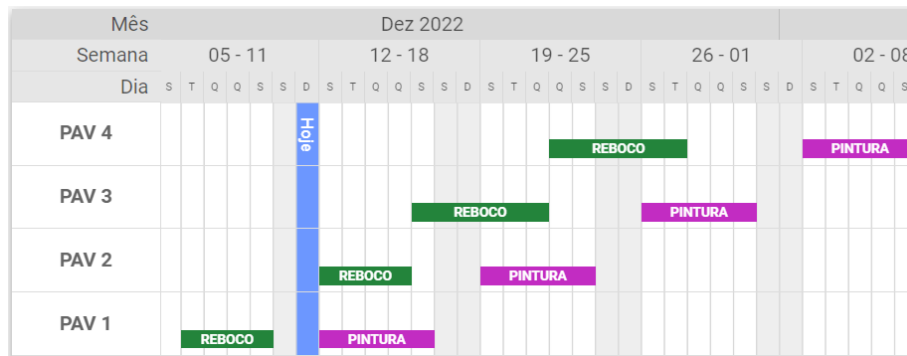 Mês Dez 2022
Semana 05 - 11 12 - 18 19 - 25 26 - 01 02 - 08
Dia S T Q Q S S D S T Q Q S S D S T Q Q S S D S T Q Q S S D S T Q Q S
Hoje
PAV 4 REBOCO PINTURA
PAV 3 REBOCO PINTURA
PAV 2 REBOCO PINTURA
PAV 1 REBOCO PINTURA